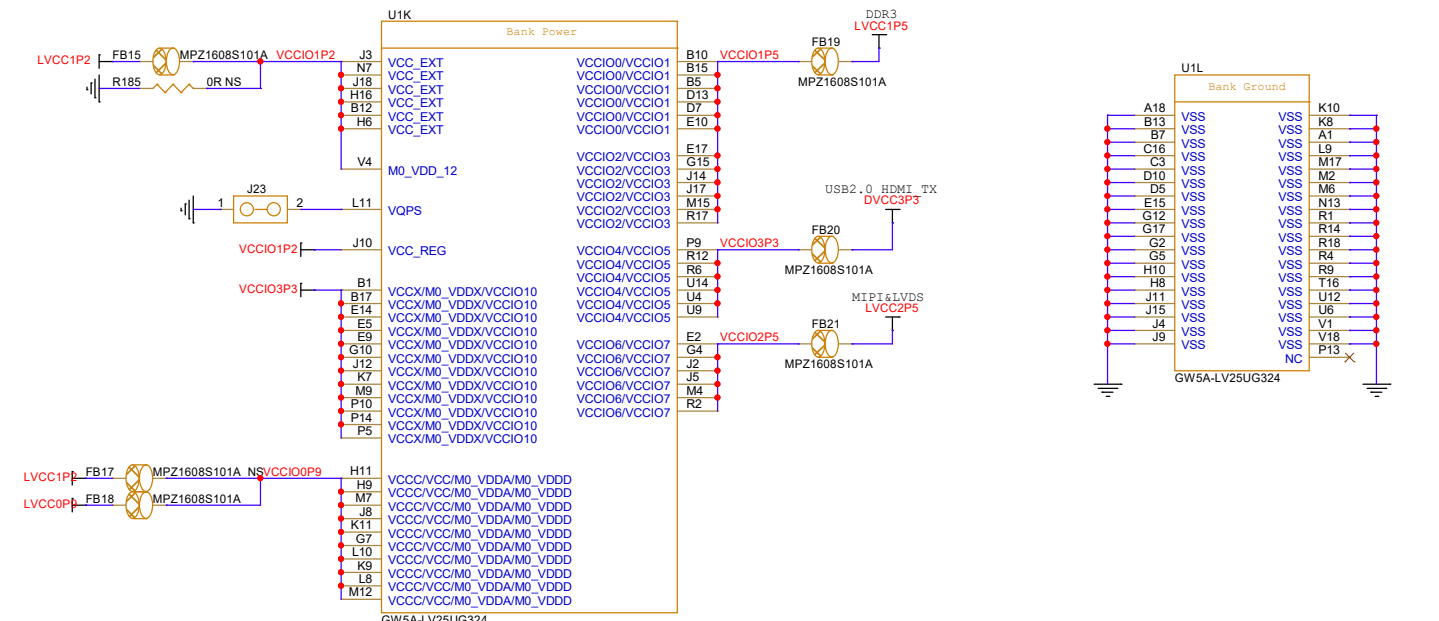 U1K
Bank Power
LVCC1P2 FB15 MPZ1608S101A VCCIO1P2
R185 0R NS
J3 VCC_EXT
N7 VCC_EXT
J18 VCC_EXT
H16 VCC_EXT
B12 VCC_EXT
H6 VCC_EXT
V4 M0_VDD_12
J23
1 2 L11 VQPS
VCCIO1P2 J10 VCC_REG
VCCIO3P3 B1 VCCX/M0_VDDX/VCCIO10
B17 VCCX/M0_VDDX/VCCIO10
E14 VCCX/M0_VDDX/VCCIO10
E5 VCCX/M0_VDDX/VCCIO10
E9 VCCX/M0_VDDX/VCCIO10
G10 VCCX/M0_VDDX/VCCIO10
J12 VCCX/M0_VDDX/VCCIO10
K7 VCCX/M0_VDDX/VCCIO10
M9 VCCX/M0_VDDX/VCCIO10
P10 VCCX/M0_VDDX/VCCIO10
P14 VCCX/M0_VDDX/VCCIO10
P5 VCCX/M0_VDDX/VCCIO10
LVCC1P2 FB17 MPZ1608S101A NS VCCIO0P9
LVCC0P9 FB18 MPZ1608S101A
H11 VCCC/VCC/M0_VDDA/M0_VDDD
H9 VCCC/VCC/M0_VDDA/M0_VDDD
M7 VCCC/VCC/M0_VDDA/M0_VDDD
J8 VCCC/VCC/M0_VDDA/M0_VDDD
K11 VCCC/VCC/M0_VDDA/M0_VDDD
G7 VCCC/VCC/M0_VDDA/M0_VDDD
L10 VCCC/VCC/M0_VDDA/M0_VDDD
K9 VCCC/VCC/M0_VDDA/M0_VDDD
L8 VCCC/VCC/M0_VDDA/M0_VDDD
M12 VCCC/VCC/M0_VDDA/M0_VDDD
GW5A-LV25UG324
DDR3
LVCC1P5
FB19
VCCIO0/VCCIO1 B10 VCCIO1P5
MPZ1608S101A
VCCIO0/VCCIO1 B15
VCCIO0/VCCIO1 B5
VCCIO0/VCCIO1 D13
VCCIO0/VCCIO1 D7
VCCIO0/VCCIO1 E10
VCCIO2/VCCIO3 E17
VCCIO2/VCCIO3 G15
VCCIO2/VCCIO3 J14
VCCIO2/VCCIO3 J17
VCCIO2/VCCIO3 M15
VCCIO2/VCCIO3 R17
USB2.0 HDMI_TX
DVCC3P3
FB20
VCCIO4/VCCIO5 P9 VCCIO3P3
MPZ1608S101A
VCCIO4/VCCIO5 R12
VCCIO4/VCCIO5 R6
VCCIO4/VCCIO5 U14
VCCIO4/VCCIO5 U4
VCCIO4/VCCIO5 U9
MIPI&LVDS
LVCC2P5
FB21
VCCIO6/VCCIO7 E2 VCCIO2P5
MPZ1608S101A
VCCIO6/VCCIO7 G4
VCCIO6/VCCIO7 J2
VCCIO6/VCCIO7 J5
VCCIO6/VCCIO7 M4
VCCIO6/VCCIO7 R2
U1L
Bank Ground
A18 VSS VSS K10
B13 VSS VSS K8
B7 VSS VSS A1
C16 VSS VSS L9
C3 VSS VSS M17
D10 VSS VSS M2
D5 VSS VSS M6
E15 VSS VSS N13
G12 VSS VSS R1
G17 VSS VSS R14
G2 VSS VSS R18
G5 VSS VSS R4
H10 VSS VSS R9
H8 VSS VSS T16
J11 VSS VSS U12
J15 VSS VSS U6
J4 VSS VSS V1
J9 VSS VSS V18
NC P13
GW5A-LV25UG324